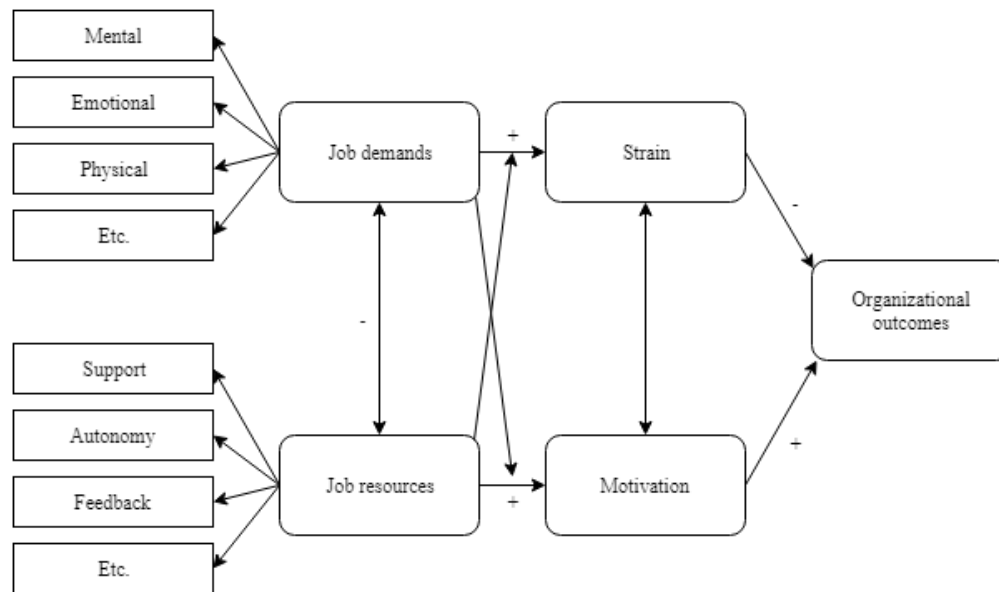 Mental
Emotional
Physical
Etc.
Job demands
+
Strain
-
-
Organizational
outcomes
Support
Autonomy
Feedback
Etc.
Job resources
+
Motivation
+